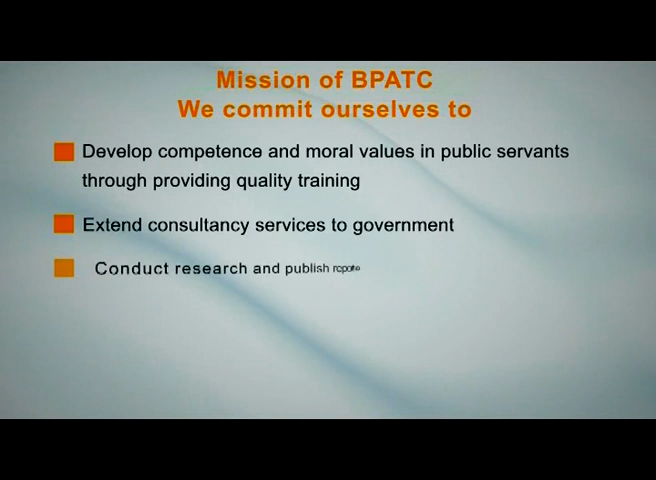 Mission of BPATC
We commit ourselves to
Develop competence and moral values in public servants
through providing quality training
Extend consultancy services to government
Conduct research and publish